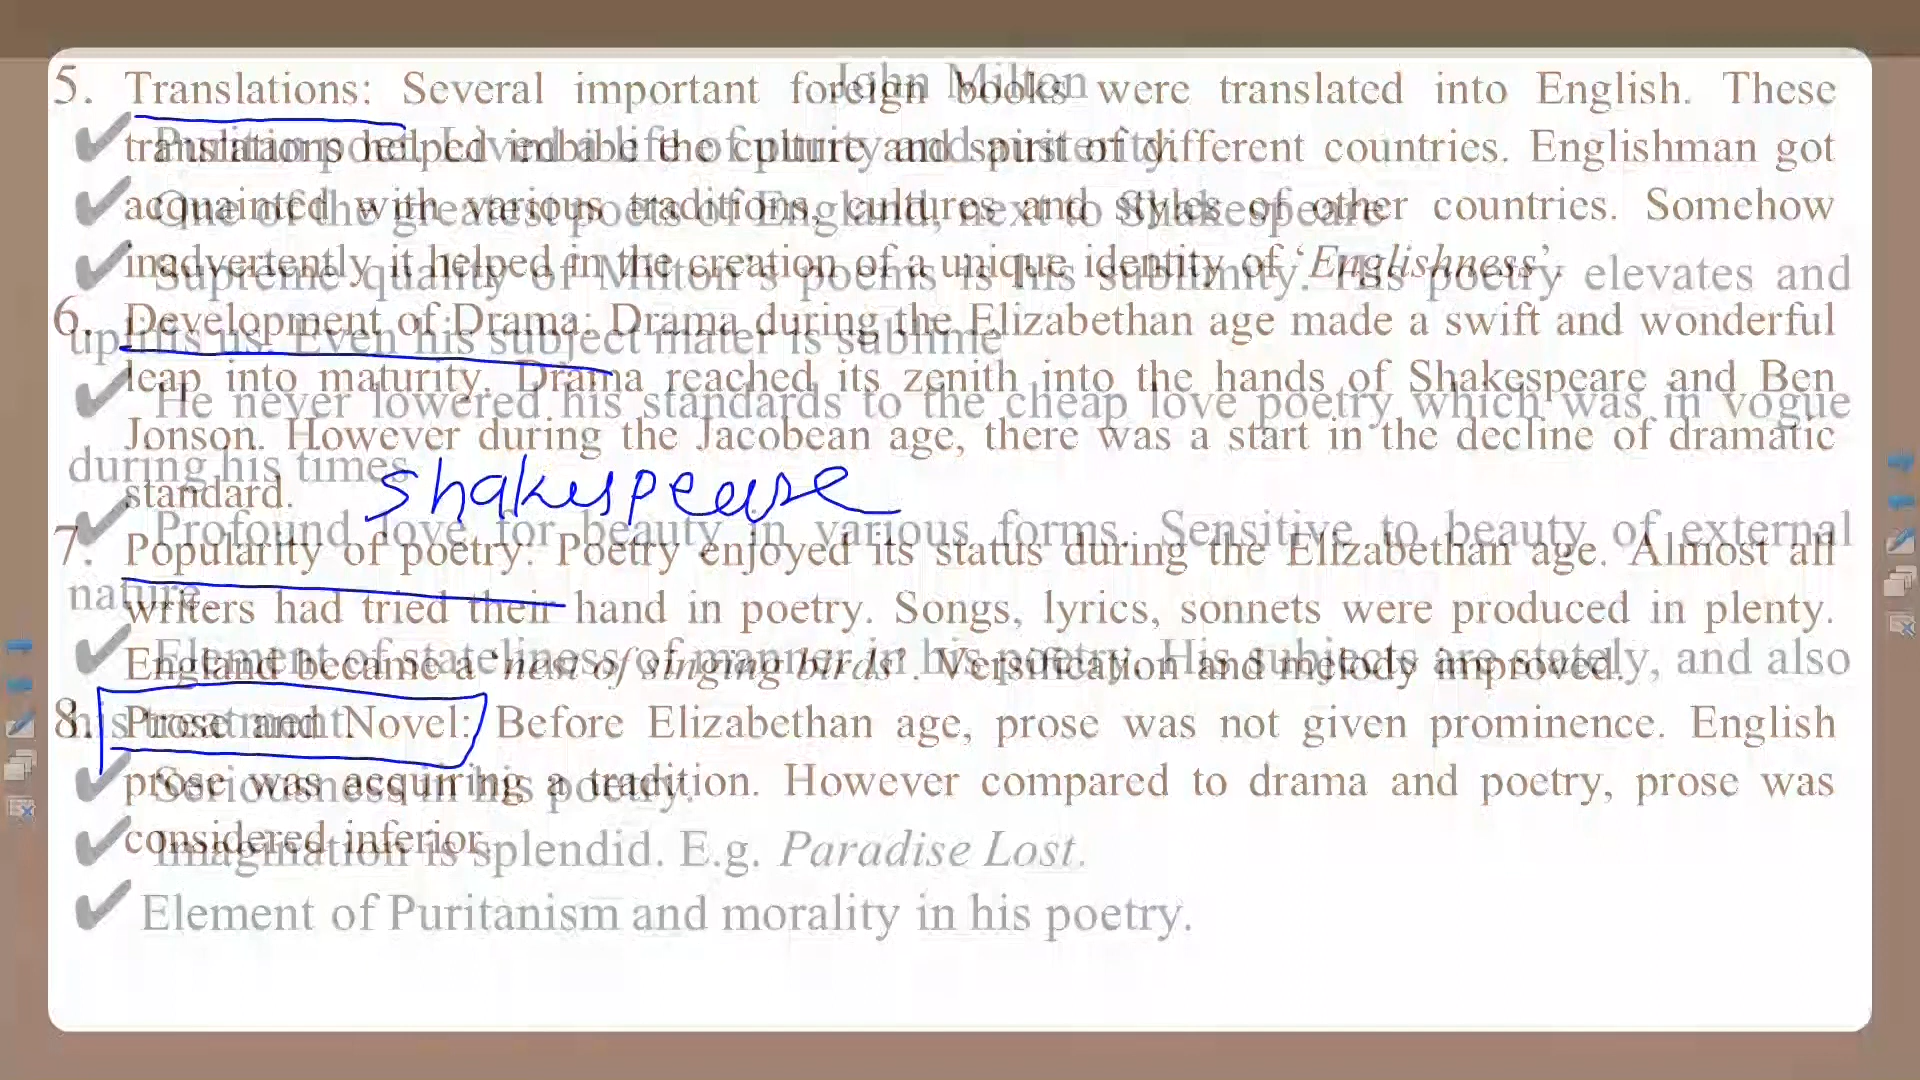 5. Translations: Several important foreign books were translated into English. These
translations helped imbibe the culture and spirit of different countries. Englishman got
acquainted with various traditions, cultures and styles of other countries. Somehow
inadvertently it helped in the creation of a unique identity of ‘Englishness’.
6. Development of Drama: Drama during the Elizabethan age made a swift and wonderful
leap into maturity. Drama reached its zenith into the hands of Shakespeare and Ben
Jonson. However during the Jacobean age, there was a start in the decline of dramatic
standard.
shakespeare
7. Popularity of poetry: Poetry enjoyed its status during the Elizabethan age. Almost all
writers had tried their hand in poetry. Songs, lyrics, sonnets were produced in plenty.
England became a ‘nest of singing birds’. Versification and melody improved.
8. Prose and Novel: Before Elizabethan age, prose was not given prominence. English
prose was acquiring a tradition. However compared to drama and poetry, prose was
considered inferior.
John Milton
✔ Puritan poet. Lived a life of purity and austerity.
✔ One of the greatest poets of England, next to Shakespeare
✔ Supreme quality of Milton’s poems is his sublimity. His poetry elevates and
uplifts us. Even his subject mater is sublime
✔ He never lowered his standards to the cheap love poetry which was in vogue
during his times.
✔ Profound love for beauty in various forms. Sensitive to beauty of external
nature.
✔ Element of stateliness of manner in his poetry. His subjects are stately, and also
his treatment.
✔ Seriousness in his poetry.
✔ Imagination is splendid. E.g. Paradise Lost.
✔ Element of Puritanism and morality in his poetry.